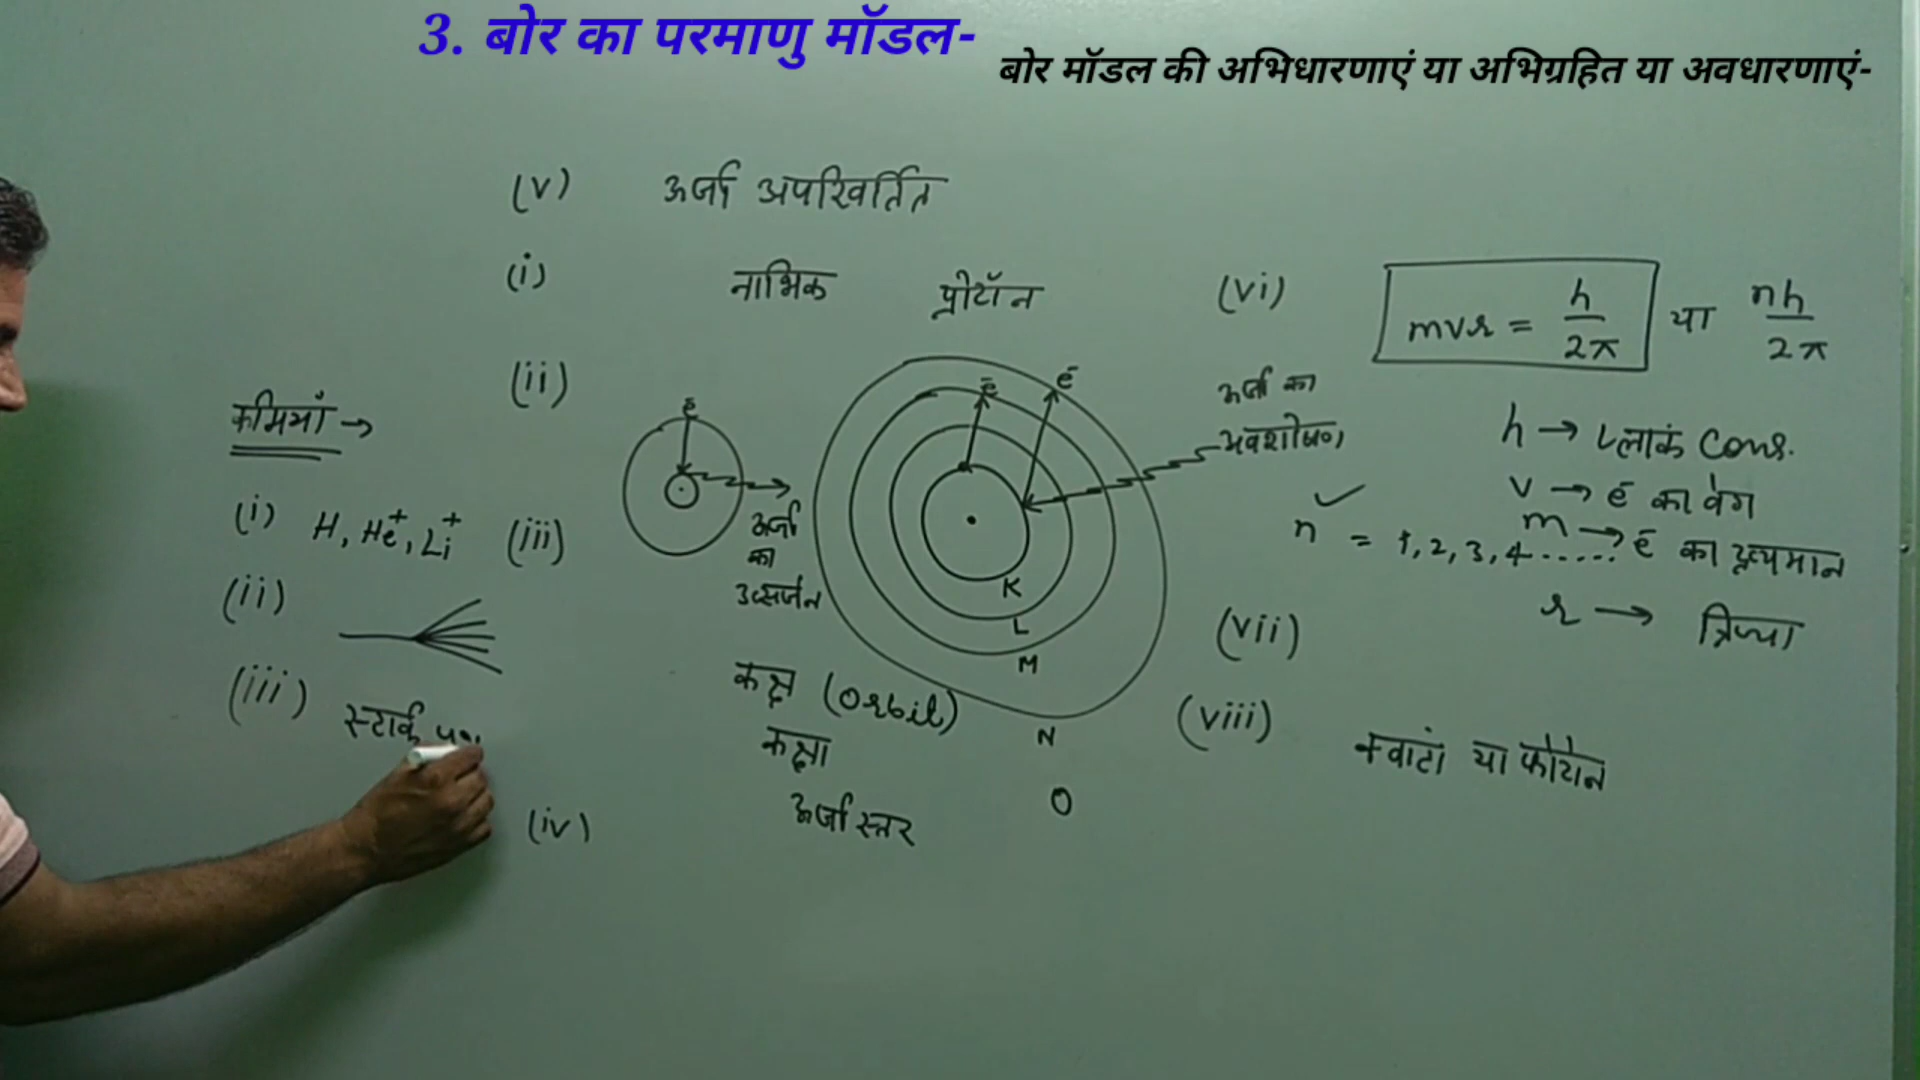 3. बोर का परमाणु मॉडल-
बोर मॉडल की अभिधारणाएं या अभिग्रहित या अवधारणाएं-
(v) ऊर्जा अपरिवर्तित
(i) नाभिक प्रोटॉन
(ii)
ē
ऊर्जा
का
उत्सर्जन
(iii)
ē ē
K
L
M
N
O
ऊर्जा का
अवशोषण
कक्ष (Orbit)
कक्षा
(iv) ऊर्जा स्तर
(vi) mvr = h/2π या nh/2π
h → प्लांक Cons.
v → ē का वेग
m → ē का द्रव्यमान
n = 1, 2, 3, 4 ......
r → त्रिज्या
(vii)
(viii) क्वांटा या फोटोन
कमियाँ →
(i) H, He⁺, Li⁺
(ii)
(iii) स्टार्क